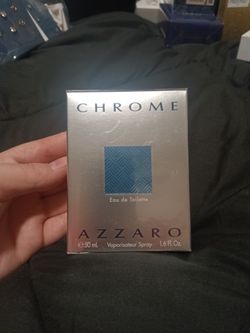 CHROME
Eau de Toilette
AZZARO
e 50 mL Vaporisateur Spray 1.6 Fl. Oz.